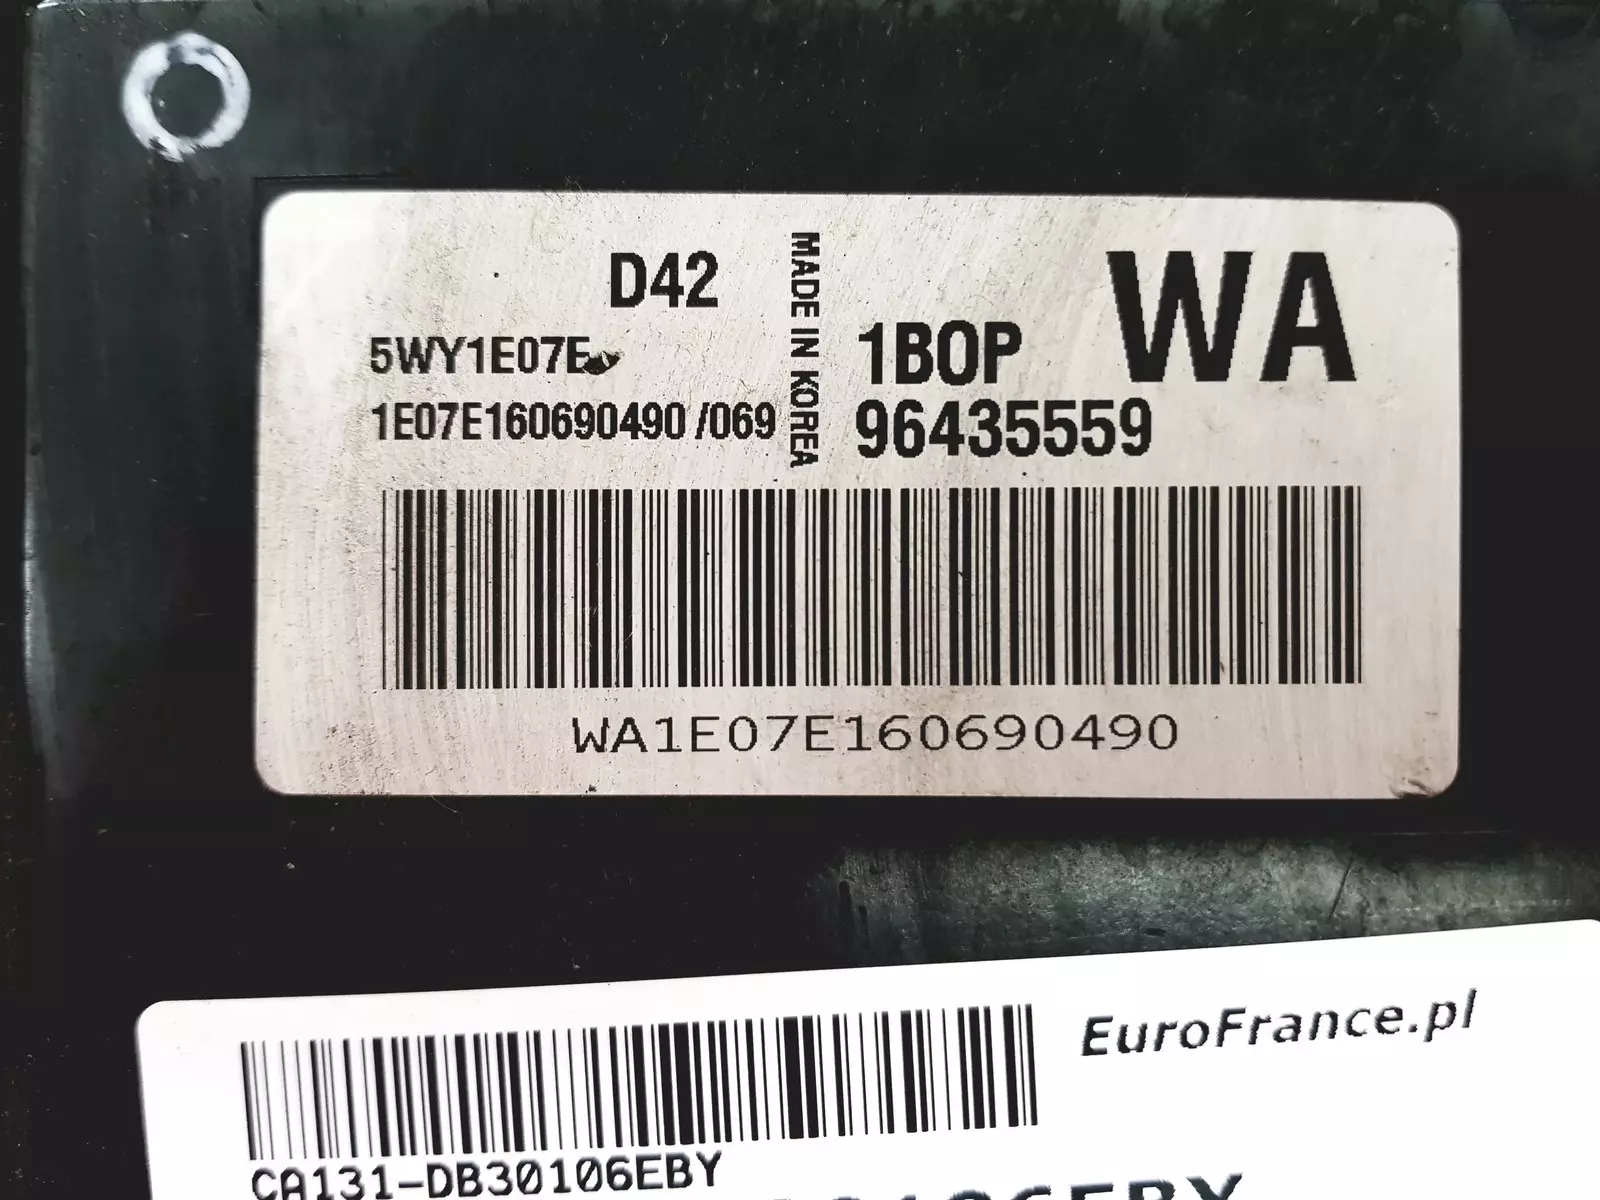 D42
5WY1E07E
1E07E160690490 /069
MADE IN KOREA
1BOP
WA
96435559
WA1E07E160690490
EuroFrance.pl
CA131-DB30106EBY